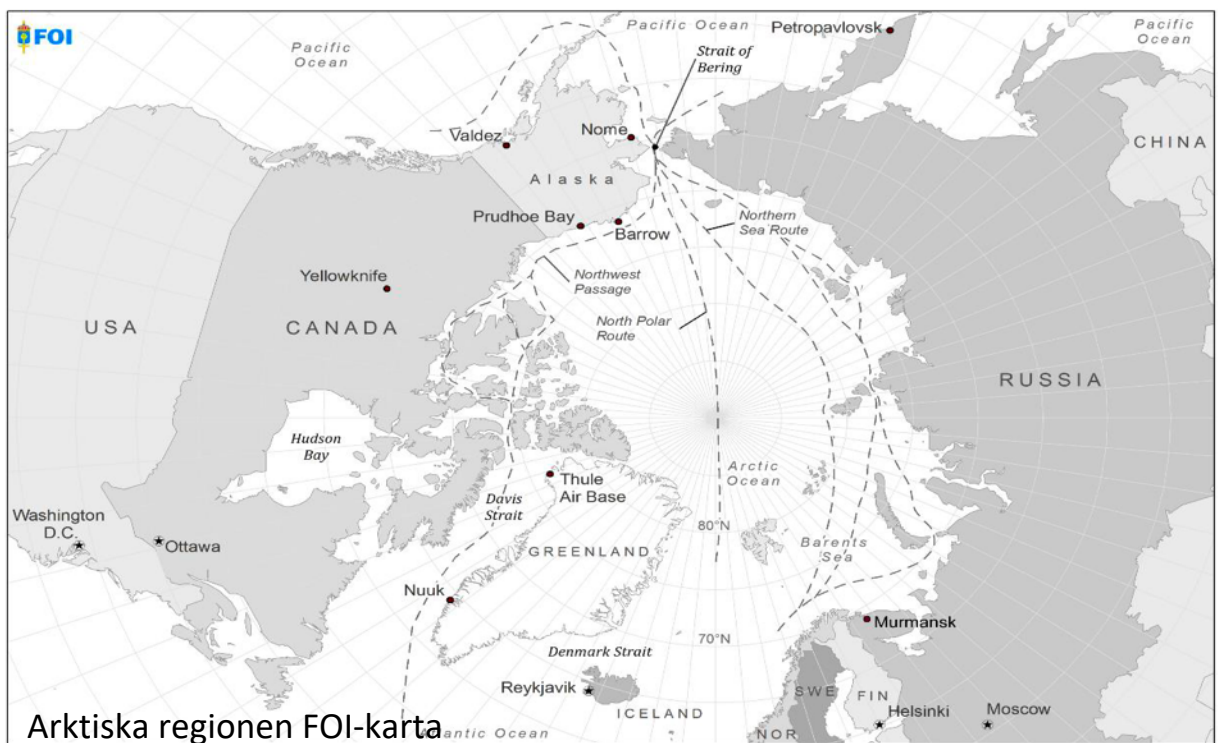 FOI
Pacific
Ocean
Pacific Ocean
Petropavlovsk
Pacific
Ocean
Strait of
Bering
Valdez
Nome
CHINA
Alaska
Prudhoe Bay
Barrow
Northern
Sea Route
Yellowknife
Northwest
Passage
USA
CANADA
North Polar
Route
RUSSIA
Hudson
Bay
Thule
Air Base
Arctic
Ocean
Davis
Strait
Washington
D.C.
Ottawa
80°N
GREENLAND
Barents
Sea
Nuuk
Murmansk
70°N
Denmark Strait
Reykjavik
ICELAND
SWE
FIN
Helsinki
Moscow
NOR
Arktiska regionen FOI-karta
Atlantic Ocean